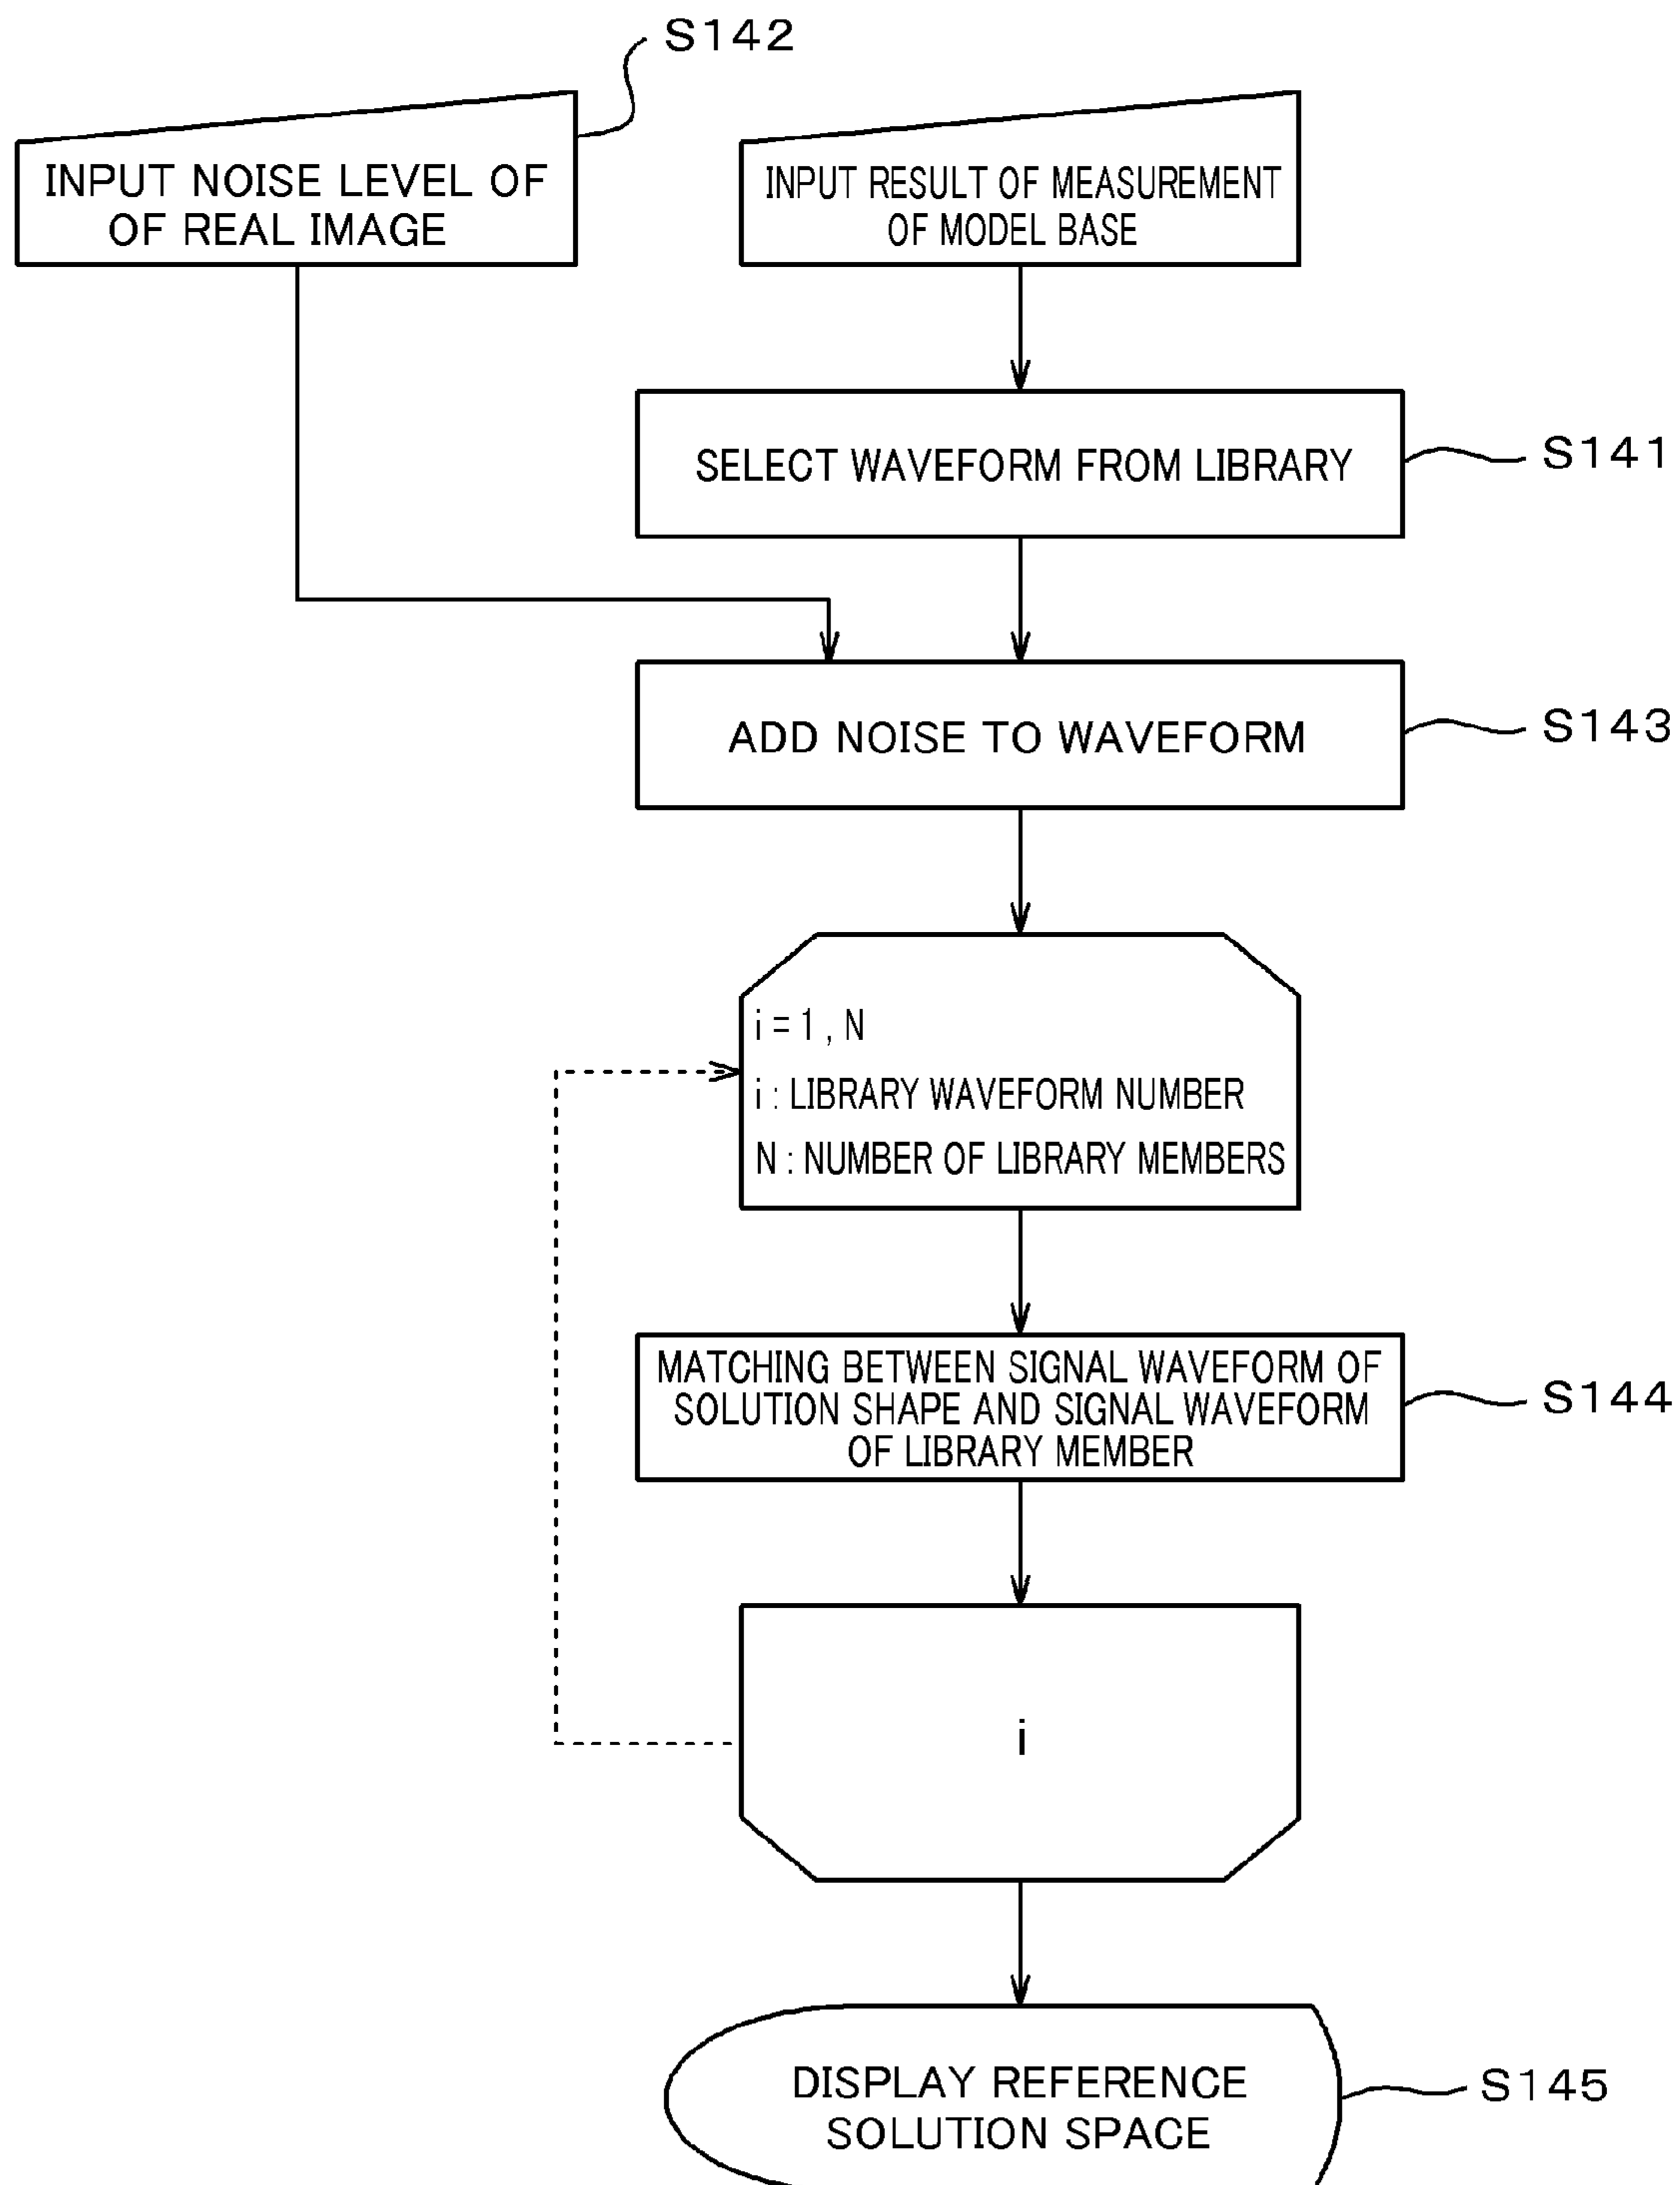 S142
INPUT NOISE LEVEL OF
OF REAL IMAGE
INPUT RESULT OF MEASUREMENT
OF MODEL BASE
SELECT WAVEFORM FROM LIBRARY
S141
ADD NOISE TO WAVEFORM
S143
i = 1 , N
i : LIBRARY WAVEFORM NUMBER
N : NUMBER OF LIBRARY MEMBERS
MATCHING BETWEEN SIGNAL WAVEFORM OF
SOLUTION SHAPE AND SIGNAL WAVEFORM
OF LIBRARY MEMBER
S144
i
DISPLAY REFERENCE
SOLUTION SPACE
S145